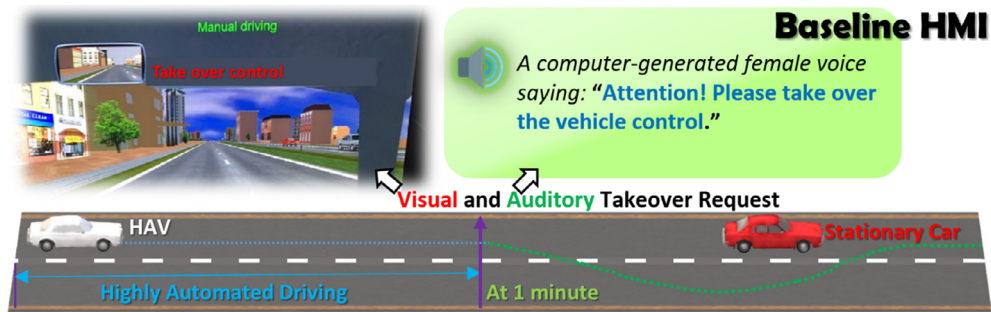 Baseline HMI
Manual driving
Take over control
A computer-generated female voice
saying: “Attention! Please take over
the vehicle control.”
Visual and Auditory Takeover Request
HAV
Stationary Car
Highly Automated Driving
At 1 minute